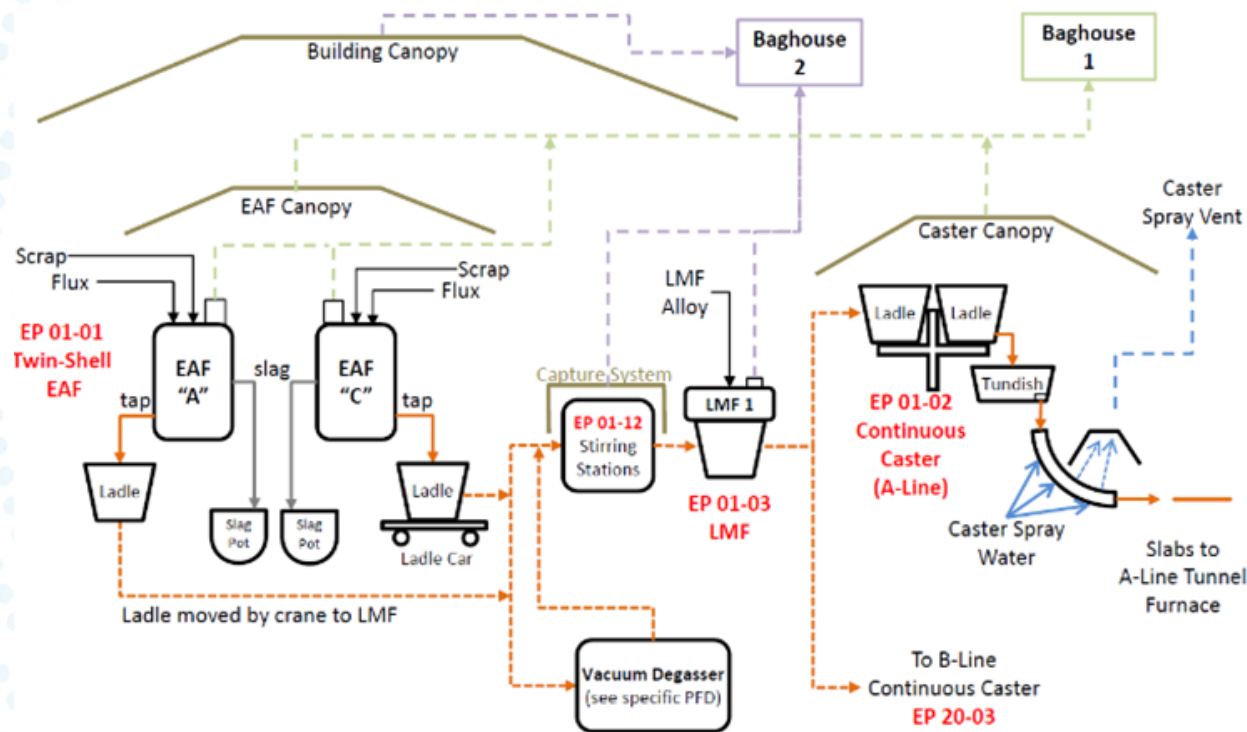 Building Canopy
Baghouse
2
Baghouse
1
EAF Canopy
Caster
Spray Vent
Caster Canopy
Scrap
Flux
Scrap
Flux
LMF
Alloy
EP 01-01
Twin-Shell
EAF
EAF
"A"
slag
EAF
"C"
tap
tap
Capture System
EP 01-12
Stirring
Stations
LMF 1
EP 01-03
LMF
Ladle
Ladle
Tundish
EP 01-02
Continuous
Caster
(A-Line)
Ladle
Slag
Pot
Slag
Pot
Ladle
Ladle Car
Caster Spray
Water
Slabs to
A-Line Tunnel
Furnace
Ladle moved by crane to LMF
Vacuum Degasser
(see specific PFD)
To B-Line
Continuous Caster
EP 20-03